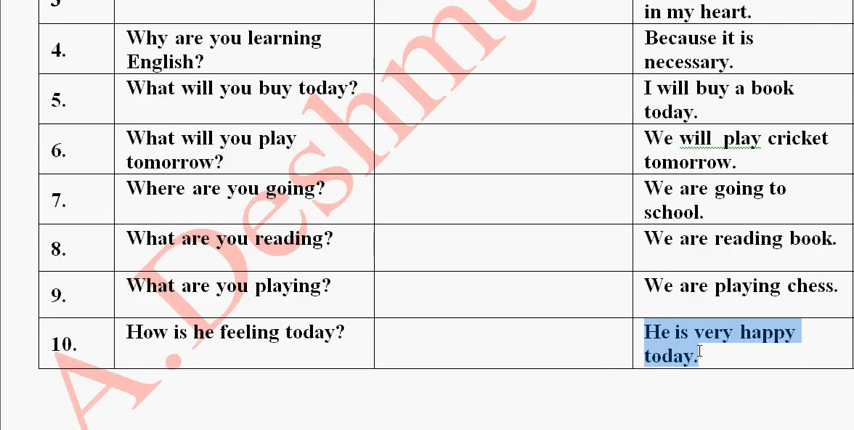 in my heart.
4.
Why are you learning
English?
Because it is
necessary.
5.
What will you buy today?
I will buy a book
today.
6.
What will you play
tomorrow?
We will play cricket
tomorrow.
7.
Where are you going?
We are going to
school.
8.
What are you reading?
We are reading book.
9.
What are you playing?
We are playing chess.
10.
How is he feeling today?
He is very happy
today.
A.Deshmu